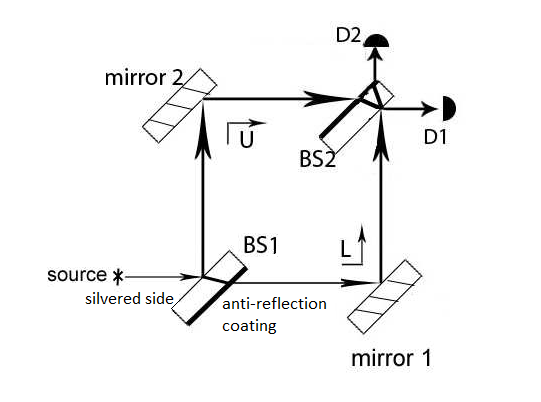 D2
mirror 2
D1
U
BS2
BS1
L
source
silvered side
anti-reflection
coating
mirror 1